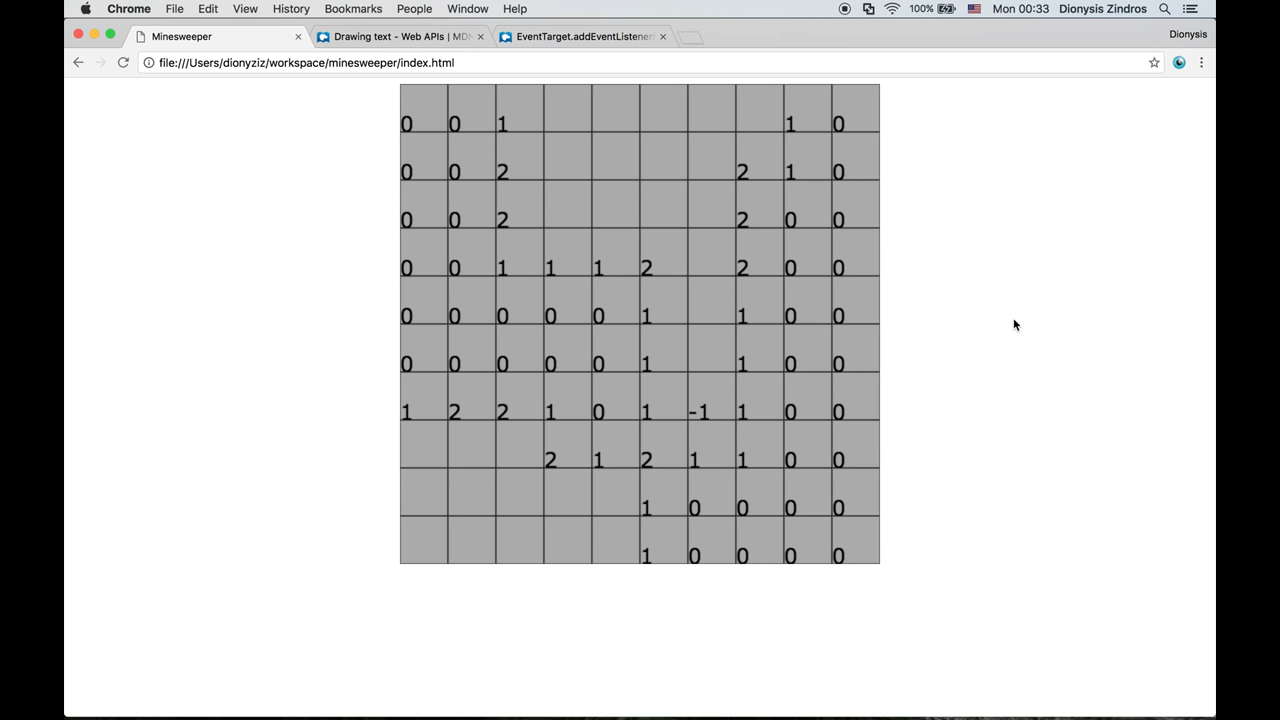 Chrome File Edit View History Bookmarks People Window Help 100% Mon 00:33 Dionysis Zindros
Minesweeper Drawing text - Web APIs | MDN EventTarget.addEventListener( Dionysis
file:///Users/dionyziz/workspace/minesweeper/index.html
0 0 1 1 0
0 0 2 2 1 0
0 0 2 2 0 0
0 0 1 1 1 2 2 0 0
0 0 0 0 0 1 1 0 0
0 0 0 0 0 1 1 0 0
1 2 2 1 0 1 -1 1 0 0
2 1 2 1 1 0 0
1 0 0 0 0
1 0 0 0 0